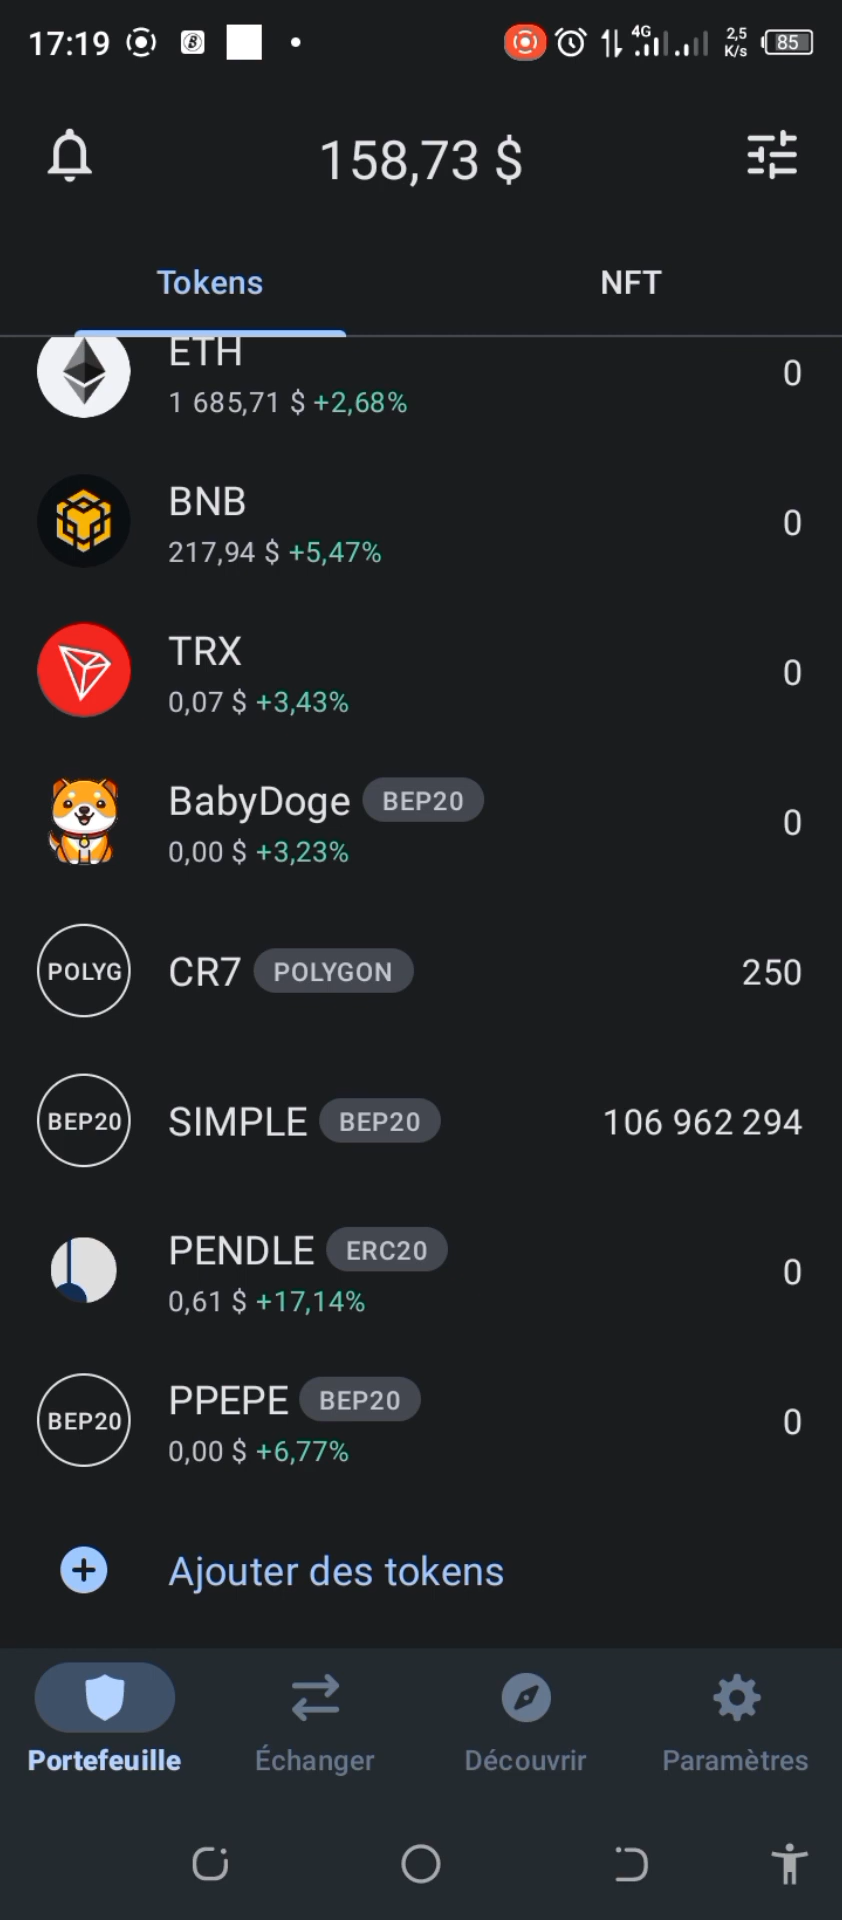 17:19
4G
2,5
K/s
85
158,73 $
Tokens
NFT
ETH
0
1 685,71 $ +2,68%
BNB
0
217,94 $ +5,47%
TRX
0
0,07 $ +3,43%
BabyDoge BEP20
0
0,00 $ +3,23%
POLYG CR7 POLYGON 250
BEP20 SIMPLE BEP20 106 962 294
PENDLE ERC20
0
0,61 $ +17,14%
BEP20 PPEPE BEP20
0
0,00 $ +6,77%
Ajouter des tokens
Portefeuille
Échanger
Découvrir
Paramètres